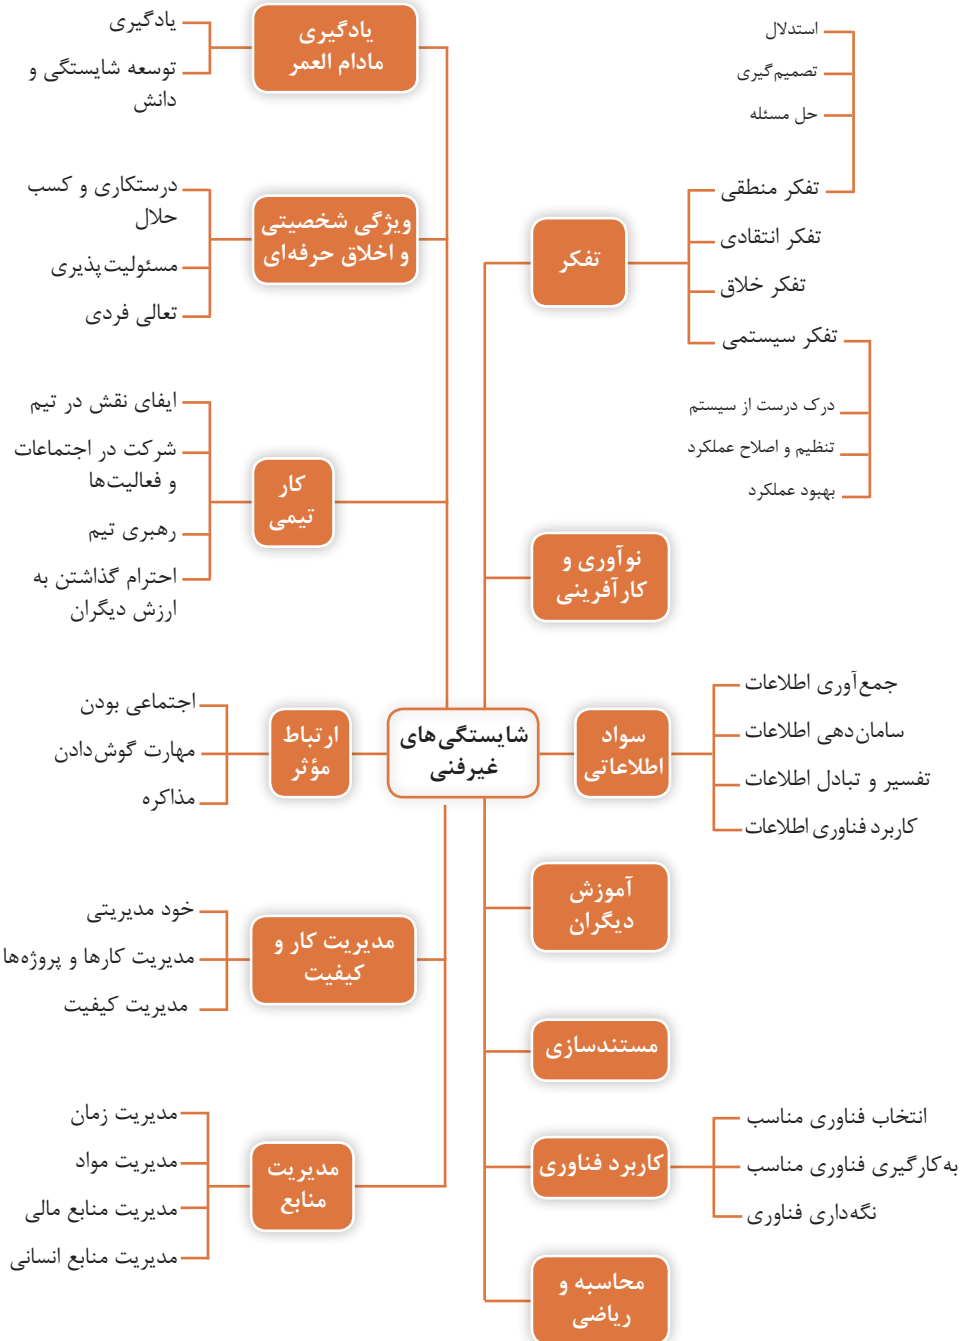 شایستگی‌های
غیرفنی
تفکر
تفکر منطقی
استدلال
تصمیم‌گیری
حل مسئله
تفکر انتقادی
تفکر خلاق
تفکر سیستمی
درک درست از سیستم
تنظیم و اصلاح عملکرد
بهبود عملکرد
نوآوری و
کارآفرینی
سواد
اطلاعاتی
جمع‌آوری اطلاعات
سامان‌دهی اطلاعات
تفسیر و تبادل اطلاعات
کاربرد فناوری اطلاعات
آموزش
دیگران
مستندسازی
کاربرد فناوری
انتخاب فناوری مناسب
به‌کارگیری فناوری مناسب
نگه‌داری فناوری
محاسبه و
ریاضی
یادگیری
مادام العمر
یادگیری
توسعه شایستگی و
دانش
ویژگی شخصیتی
و اخلاق حرفه‌ای
درستکاری و کسب
حلال
مسئولیت‌پذیری
تعالی فردی
کار
تیمی
ایفای نقش در تیم
شرکت در اجتماعات
و فعالیت‌ها
رهبری تیم
احترام گذاشتن به
ارزش دیگران
ارتباط
مؤثر
اجتماعی بودن
مهارت گوش‌دادن
مذاکره
مدیریت کار و
کیفیت
خود مدیریتی
مدیریت کارها و پروژه‌ها
مدیریت کیفیت
مدیریت
منابع
مدیریت زمان
مدیریت مواد
مدیریت منابع مالی
مدیریت منابع انسانی